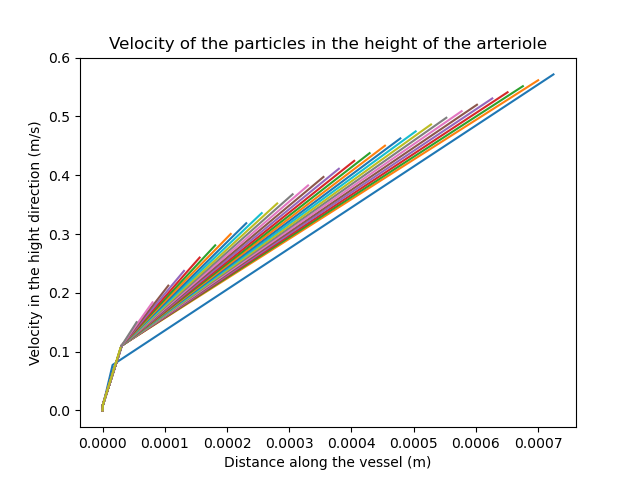 Velocity of the particles in the height of the arteriole
0.6
0.5
0.4
0.3
0.2
0.1
0.0
Velocity in the hight direction (m/s)
0.0000 0.0001 0.0002 0.0003 0.0004 0.0005 0.0006 0.0007
Distance along the vessel (m)